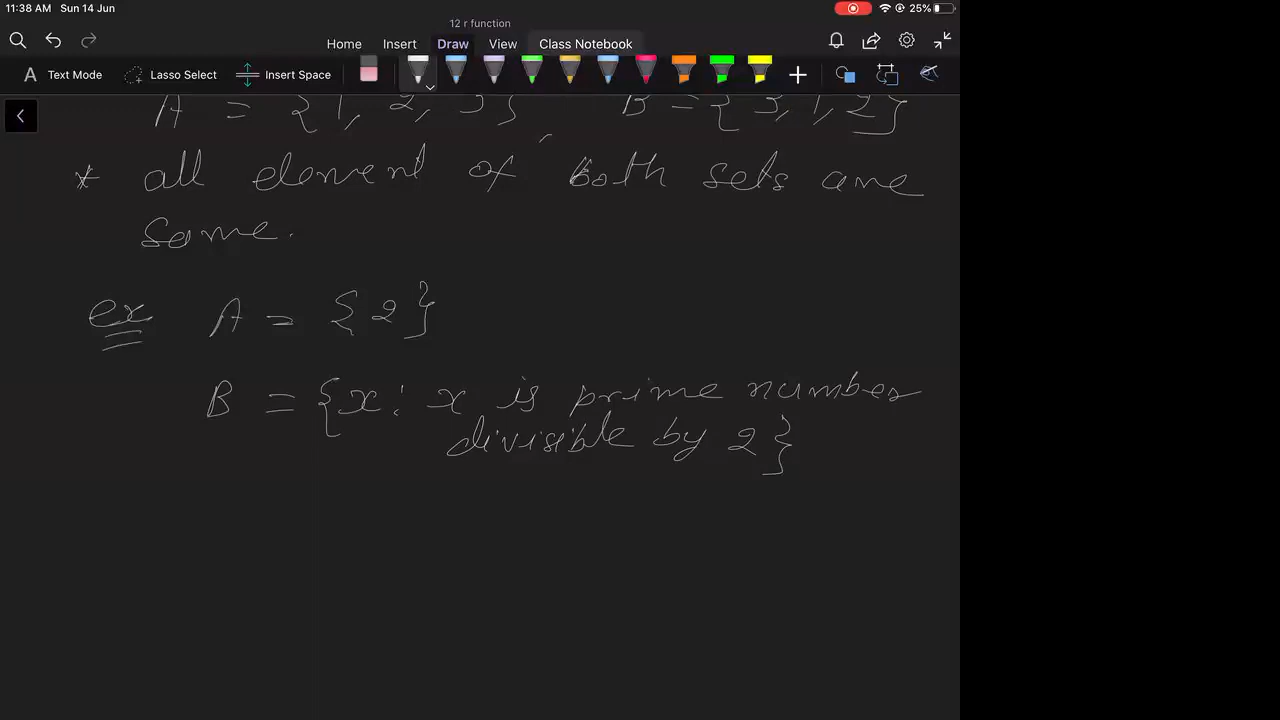 11:38 AM Sun 14 Jun
25%
12 r function
Home Insert Draw View Class Notebook
A Text Mode Lasso Select Insert Space
A = {1, 2, 3}, B = {3, 1, 2}
* all element of both sets are
same.
ex A = {2}
B = {x : x is prime number
divisible by 2}